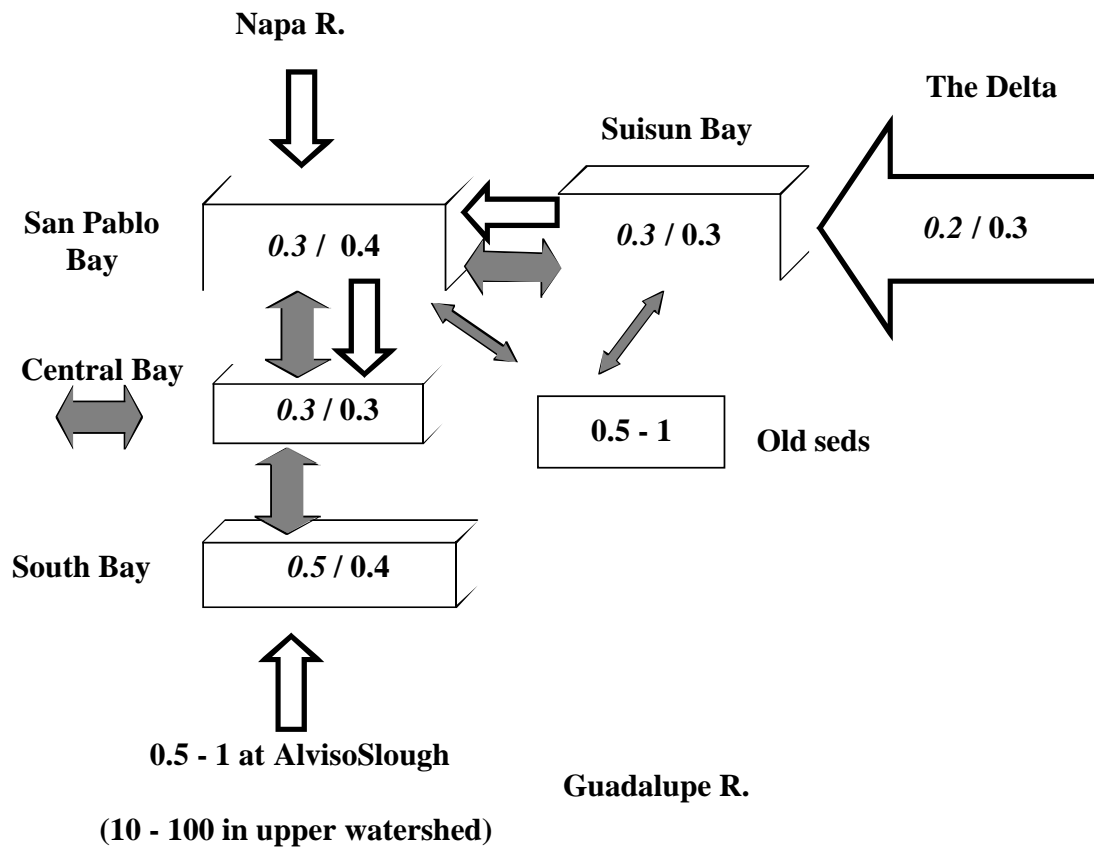 Napa R.
The Delta
Suisun Bay
San Pablo
Bay
0.3 / 0.4
0.3 / 0.3
0.2 / 0.3
Central Bay
0.3 / 0.3
0.5 - 1
Old seds
South Bay
0.5 / 0.4
0.5 - 1 at AlvisoSlough
Guadalupe R.
(10 - 100 in upper watershed)